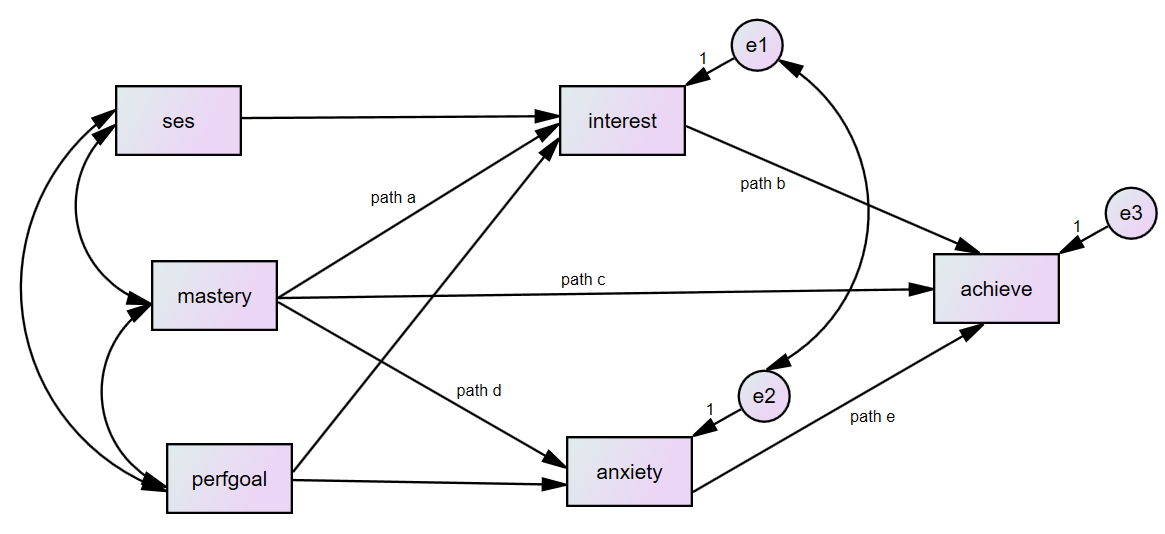 e1
1
ses
interest
path a
path b
e3
1
mastery
path c
achieve
path d
e2
1
path e
perfgoal
anxiety